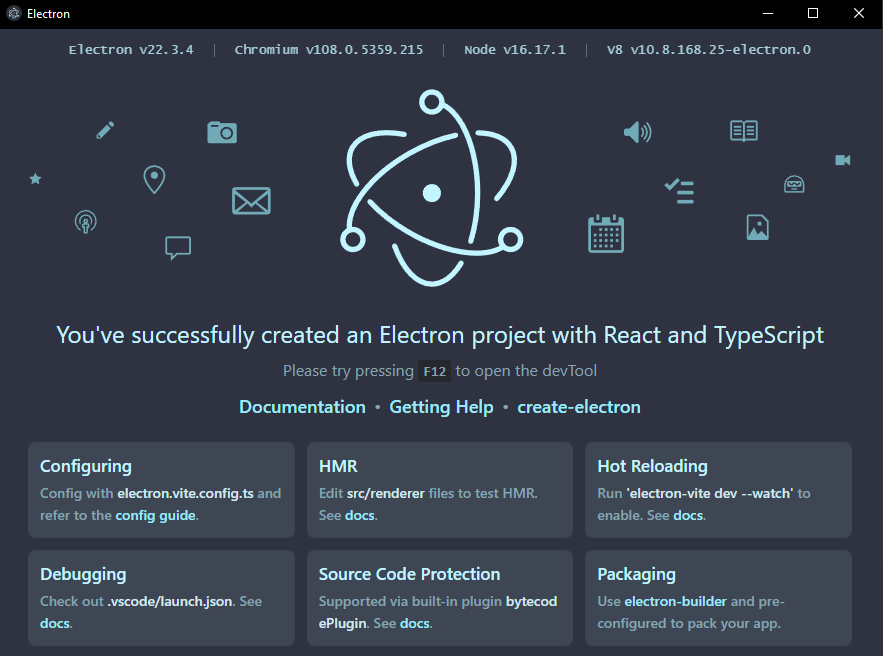 Electron
Electron v22.3.4 | Chromium v108.0.5359.215 | Node v16.17.1 | V8 v10.8.168.25-electron.0
You've successfully created an Electron project with React and TypeScript
Please try pressing F12 to open the devTool
Documentation • Getting Help • create-electron
Configuring
Config with electron.vite.config.ts and
refer to the config guide.
HMR
Edit src/renderer files to test HMR.
See docs.
Hot Reloading
Run 'electron-vite dev --watch' to
enable. See docs.
Debugging
Check out .vscode/launch.json. See
docs.
Source Code Protection
Supported via built-in plugin bytecod
ePlugin. See docs.
Packaging
Use electron-builder and pre-
configured to pack your app.